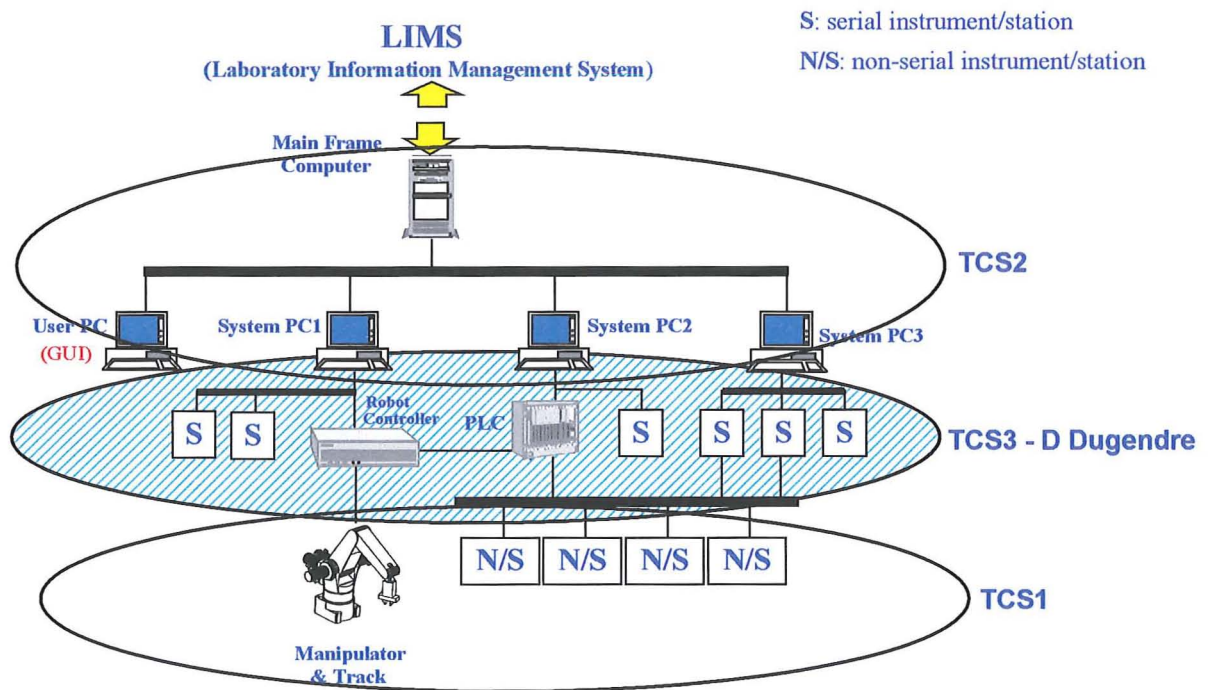 S: serial instrument/station
N/S: non-serial instrument/station
LIMS
(Laboratory Information Management System)
Main Frame
Computer
TCS2
User PC
(GUI)
System PC1
System PC2
System PC3
Robot
Controller
PLC
S
S
S
S
S
S
TCS3 - D Dugendre
N/S
N/S
N/S
N/S
TCS1
Manipulator
& Track